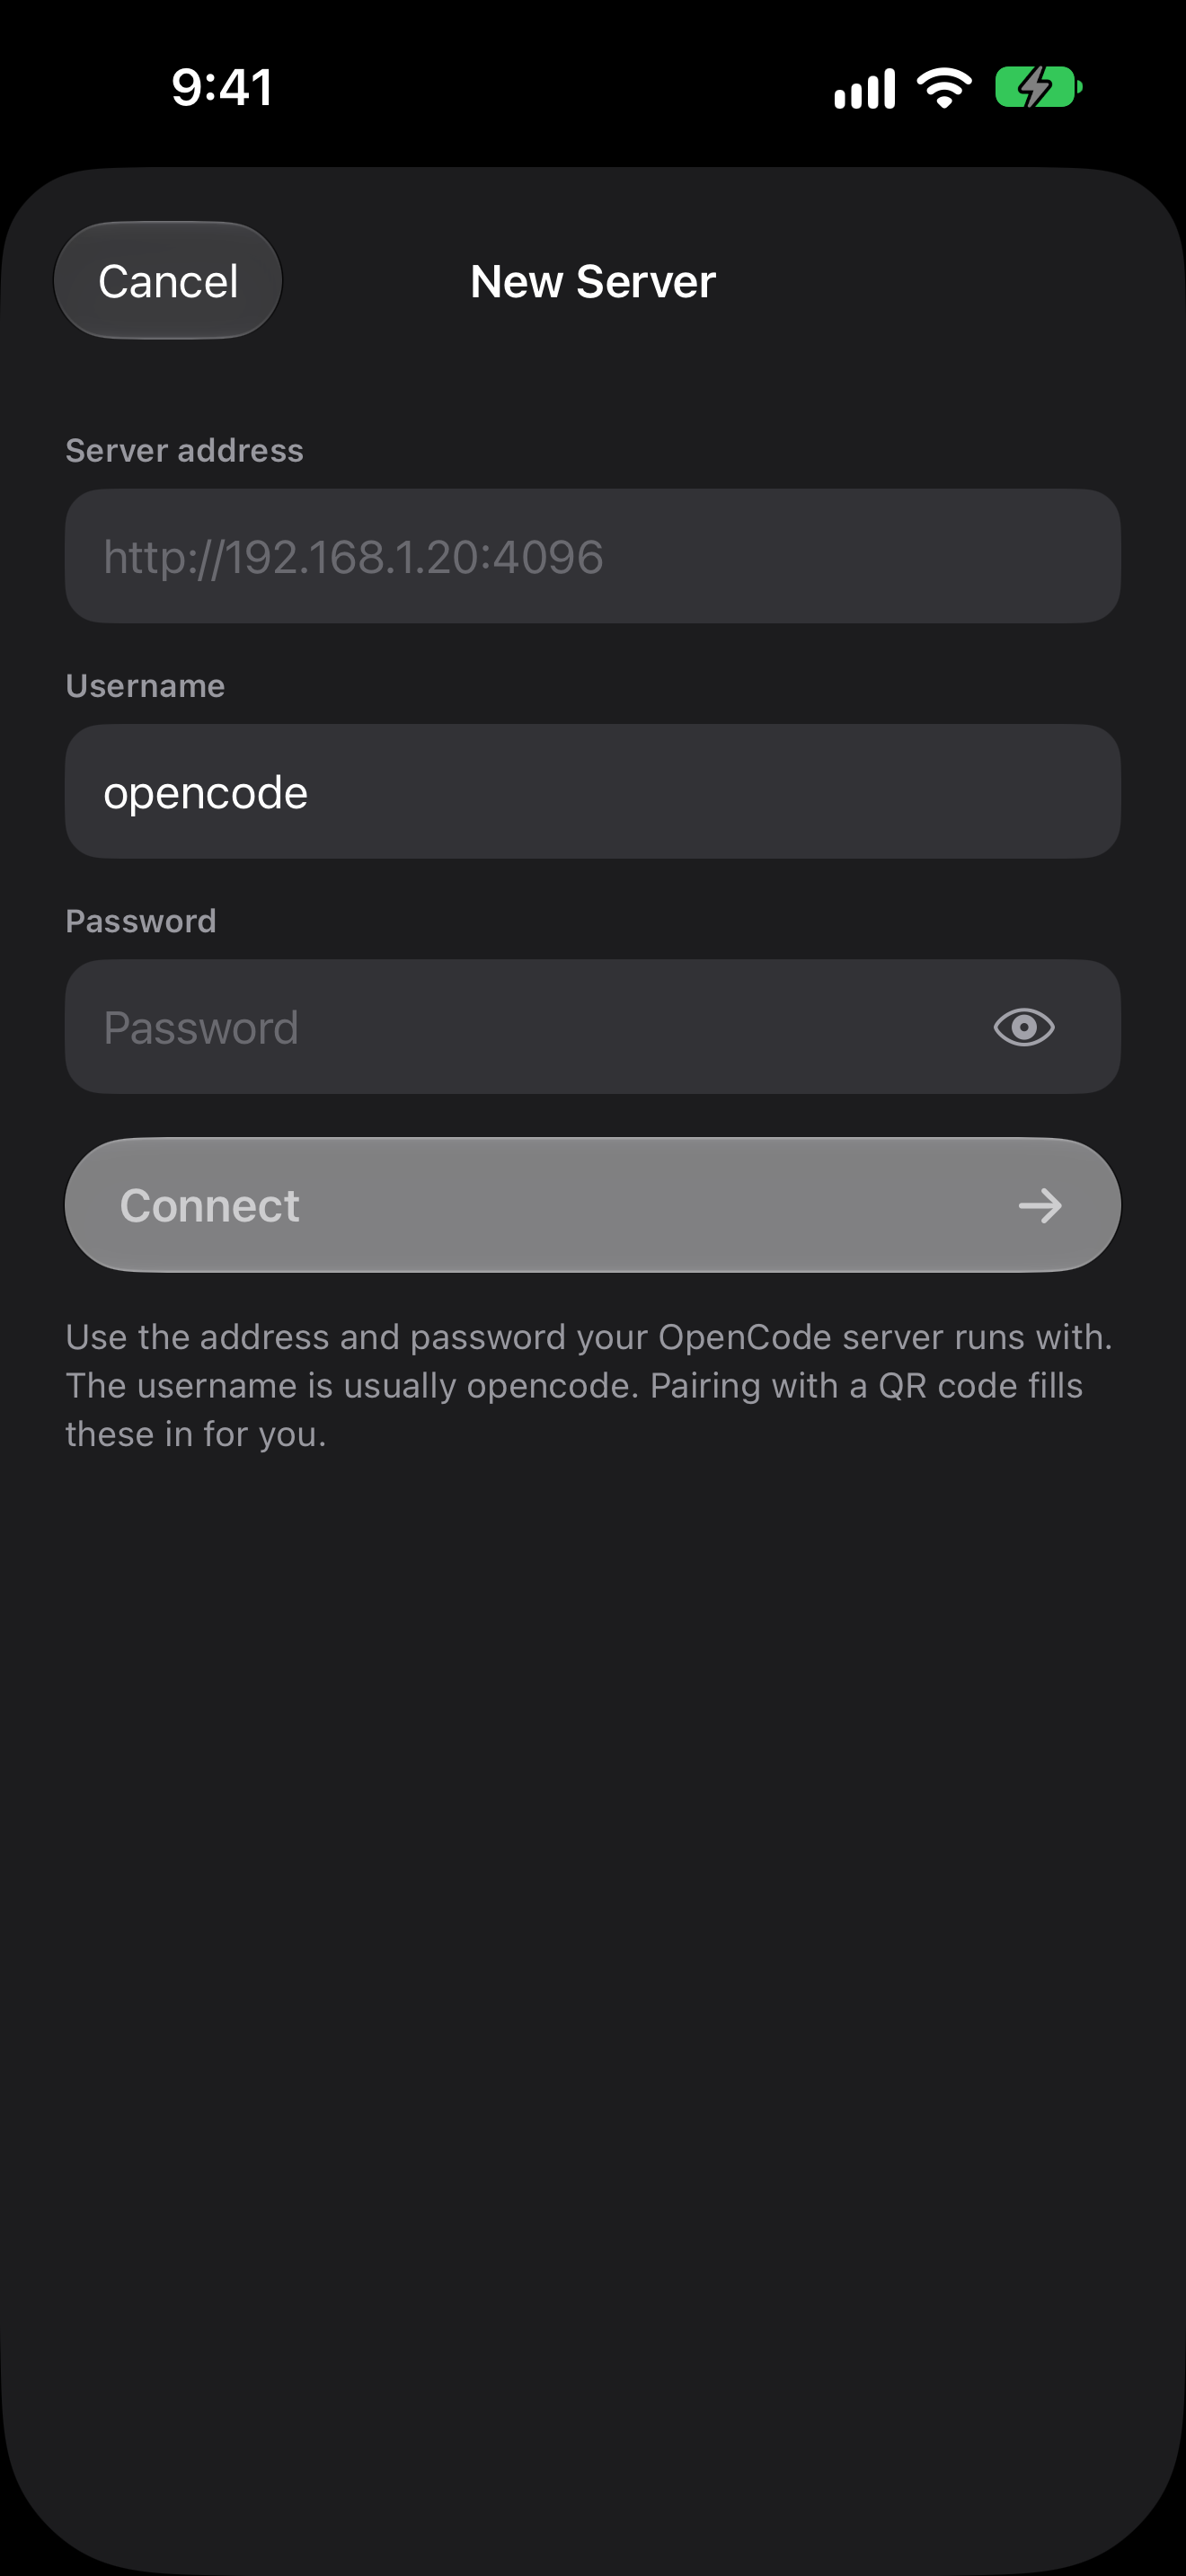 9:41
Cancel
New Server
Server address
http://192.168.1.20:4096
Username
opencode
Password
Password
Connect
Use the address and password your OpenCode server runs with.
The username is usually opencode. Pairing with a QR code fills
these in for you.